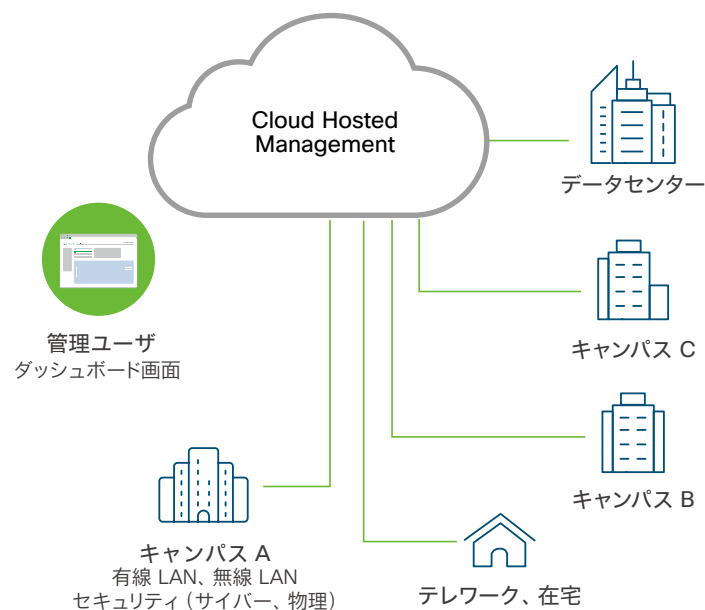 Cloud Hosted
Management
データセンター
管理ユーザ
ダッシュボード画面
キャンパス C
キャンパス B
キャンパス A
有線 LAN、無線 LAN
セキュリティ（サイバー、物理）
テレワーク、在宅